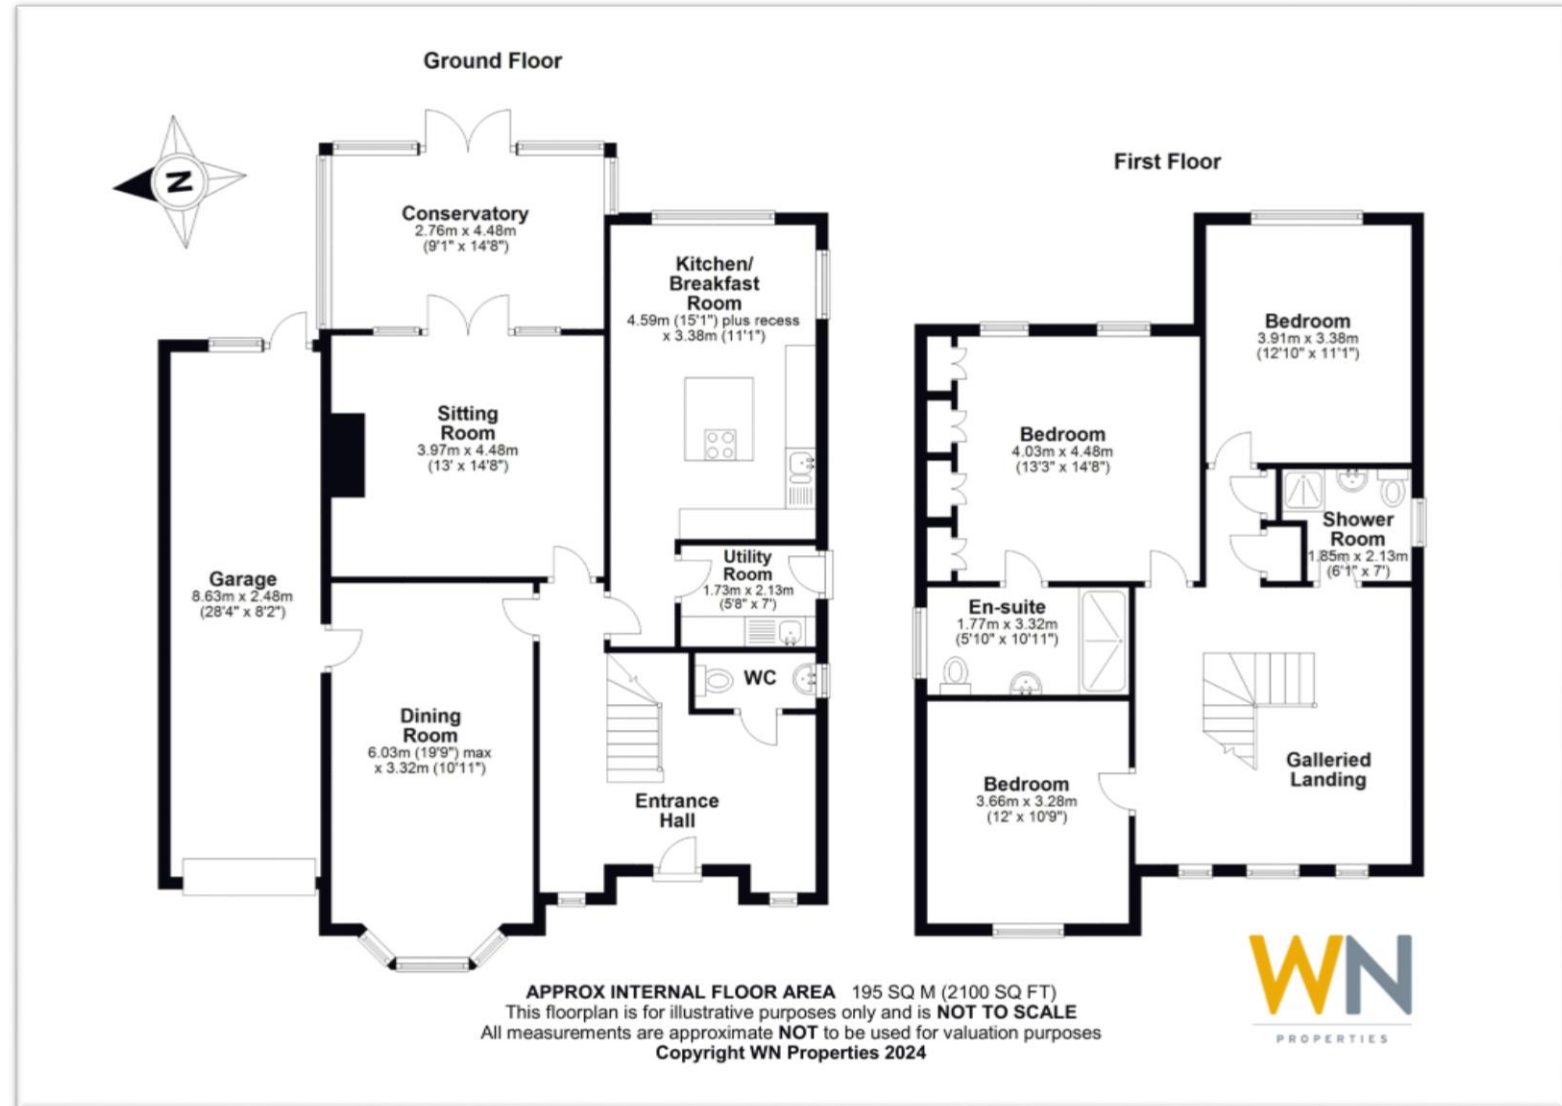 Ground Floor
First Floor
N
Conservatory
2.76m x 4.48m
(9'1" x 14'8")
Kitchen/
Breakfast
Room
4.59m (15'1") plus recess
x 3.38m (11'1")
Sitting
Room
3.97m x 4.48m
(13' x 14'8")
Utility
Room
1.73m x 2.13m
(5'8" x 7')
Garage
8.63m x 2.48m
(28'4" x 8'2")
WC
Dining
Room
6.03m (19'9") max
x 3.32m (10'11")
Entrance
Hall
Bedroom
3.91m x 3.38m
(12'10" x 11'1")
Bedroom
4.03m x 4.48m
(13'3" x 14'8")
Shower
Room
1.85m x 2.13m
(6'1" x 7')
En-suite
1.77m x 3.32m
(5'10" x 10'11")
Galleried
Landing
Bedroom
3.66m x 3.28m
(12' x 10'9")
APPROX INTERNAL FLOOR AREA 195 SQ M (2100 SQ FT)
This floorplan is for illustrative purposes only and is NOT TO SCALE
All measurements are approximate NOT to be used for valuation purposes
Copyright WN Properties 2024
WN
PROPERTIES